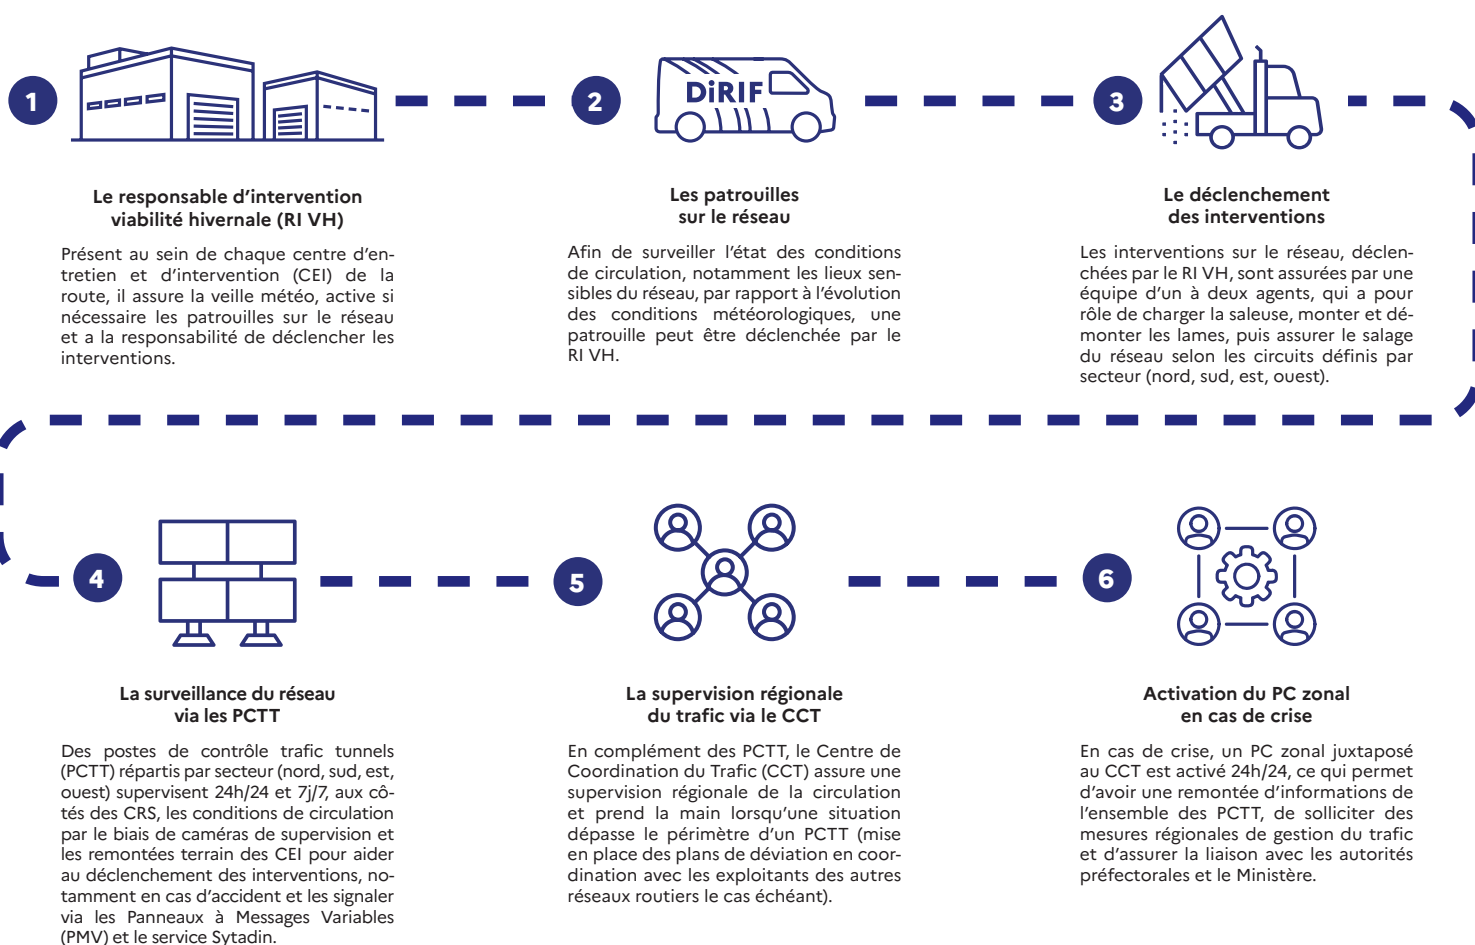 1
Le responsable d'intervention
viabilité hivernale (RI VH)
Présent au sein de chaque centre d'en-
tretien et d'intervention (CEI) de la
route, il assure la veille météo, active si
nécessaire les patrouilles sur le réseau
et a la responsabilité de déclencher les
interventions.
2
DiRIF
Les patrouilles
sur le réseau
Afin de surveiller l'état des conditions
de circulation, notamment les lieux sen-
sibles du réseau, par rapport à l'évolution
des conditions météorologiques, une
patrouille peut être déclenchée par le
RI VH.
3
Le déclenchement
des interventions
Les interventions sur le réseau, déclen-
chées par le RI VH, sont assurées par une
équipe d'un à deux agents, qui a pour
rôle de charger la saleuse, monter et dé-
monter les lames, puis assurer le salage
du réseau selon les circuits définis par
secteur (nord, sud, est, ouest).
4
La surveillance du réseau
via les PCTT
Des postes de contrôle trafic tunnels
(PCTT) répartis par secteur (nord, sud, est,
ouest) supervisent 24h/24 et 7j/7, aux cô-
tés des CRS, les conditions de circulation
par le biais de caméras de supervision et
les remontées terrain des CEI pour aider
au déclenchement des interventions, no-
tamment en cas d'accident et les signaler
via les Panneaux à Messages Variables
(PMV) et le service Sytadin.
5
La supervision régionale
du trafic via le CCT
En complément des PCTT, le Centre de
Coordination du Trafic (CCT) assure une
supervision régionale de la circulation
et prend la main lorsqu'une situation
dépasse le périmètre d'un PCTT (mise
en place des plans de déviation en coor-
dination avec les exploitants des autres
réseaux routiers le cas échéant).
6
Activation du PC zonal
en cas de crise
En cas de crise, un PC zonal juxtaposé
au CCT est activé 24h/24, ce qui permet
d'avoir une remontée d'informations de
l'ensemble des PCTT, de solliciter des
mesures régionales de gestion du trafic
et d'assurer la liaison avec les autorités
préfectorales et le Ministère.